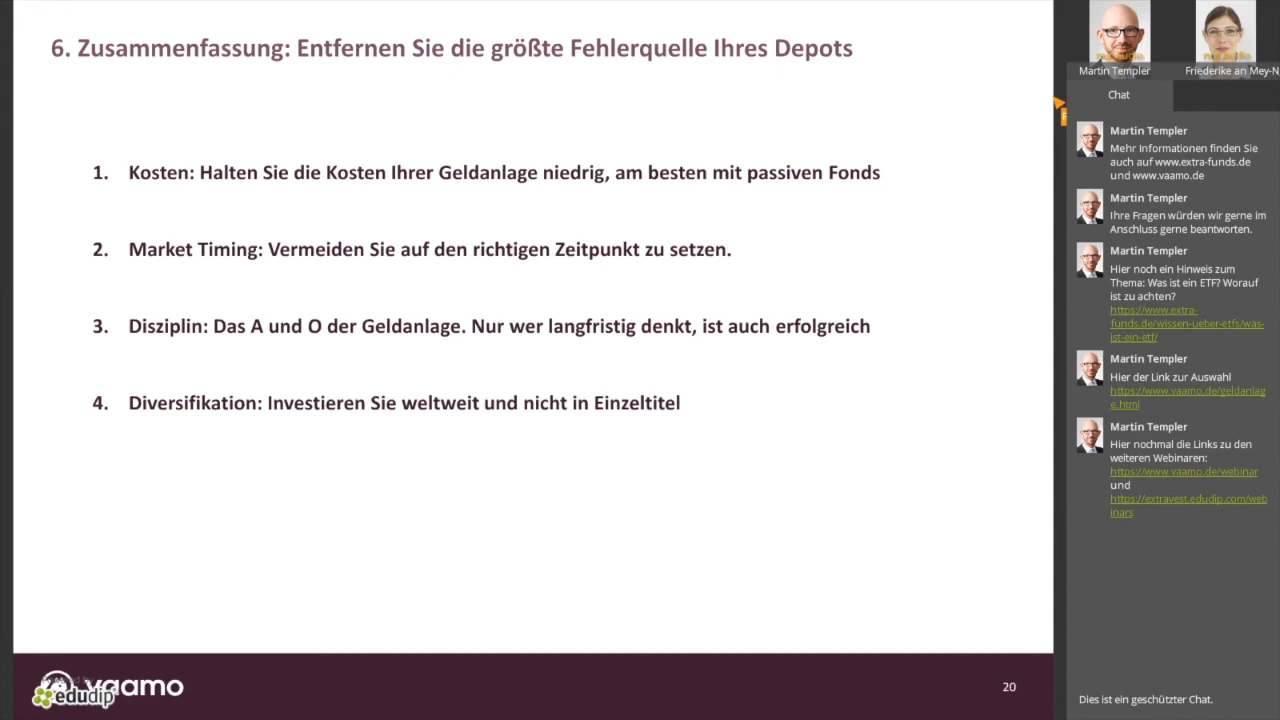 6. Zusammenfassung: Entfernen Sie die größte Fehlerquelle Ihres Depots
1. Kosten: Halten Sie die Kosten Ihrer Geldanlage niedrig, am besten mit passiven Fonds
2. Market Timing: Vermeiden Sie auf den richtigen Zeitpunkt zu setzen.
3. Disziplin: Das A und O der Geldanlage. Nur wer langfristig denkt, ist auch erfolgreich
4. Diversifikation: Investieren Sie weltweit und nicht in Einzeltitel
vaamo
edudip
20
Martin Templer
Friederike an Mey-N
Chat
Martin Templer
Mehr Informationen finden Sie
auch auf www.extra-funds.de
und www.vaamo.de
Martin Templer
Ihre Fragen würden wir gerne im
Anschluss gerne beantworten.
Martin Templer
Hier noch ein Hinweis zum
Thema: Was ist ein ETF? Worauf
ist zu achten?
https://www.extra-
funds.de/wissen-ueber-etfs/was-
ist-ein-etf/
Martin Templer
Hier der Link zur Auswahl
https://www.vaamo.de/geldanlag
e.html
Martin Templer
Hier nochmal die Links zu den
weiteren Webinaren:
https://www.vaamo.de/webinar
und
https://extravest.edudip.com/web
inars
Dies ist ein geschützter Chat.